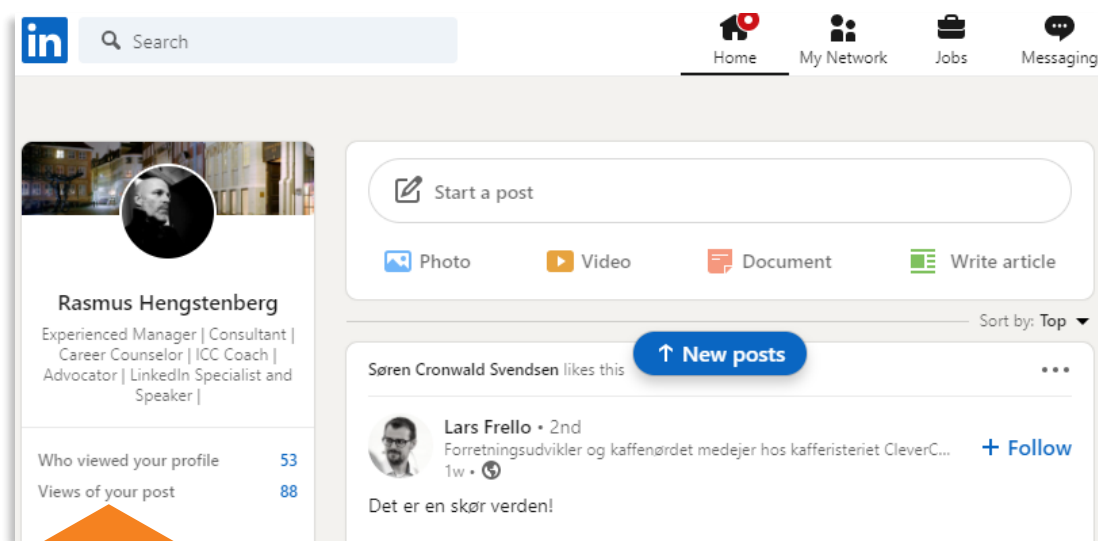 in
Search
Home
My Network
Jobs
Messaging
Rasmus Hengstenberg
Experienced Manager | Consultant |
Career Counselor | ICC Coach |
Advocator | LinkedIn Specialist and
Speaker |
Who viewed your profile 53
Views of your post 88
Start a post
Photo Video Document Write article
Sort by: Top
↑ New posts
Søren Cronwald Svendsen likes this
Lars Frello • 2nd
Forretningsudvikler og kaffenørdet medejer hos kafferisteriet CleverC...
1w •
+ Follow
Det er en skør verden!